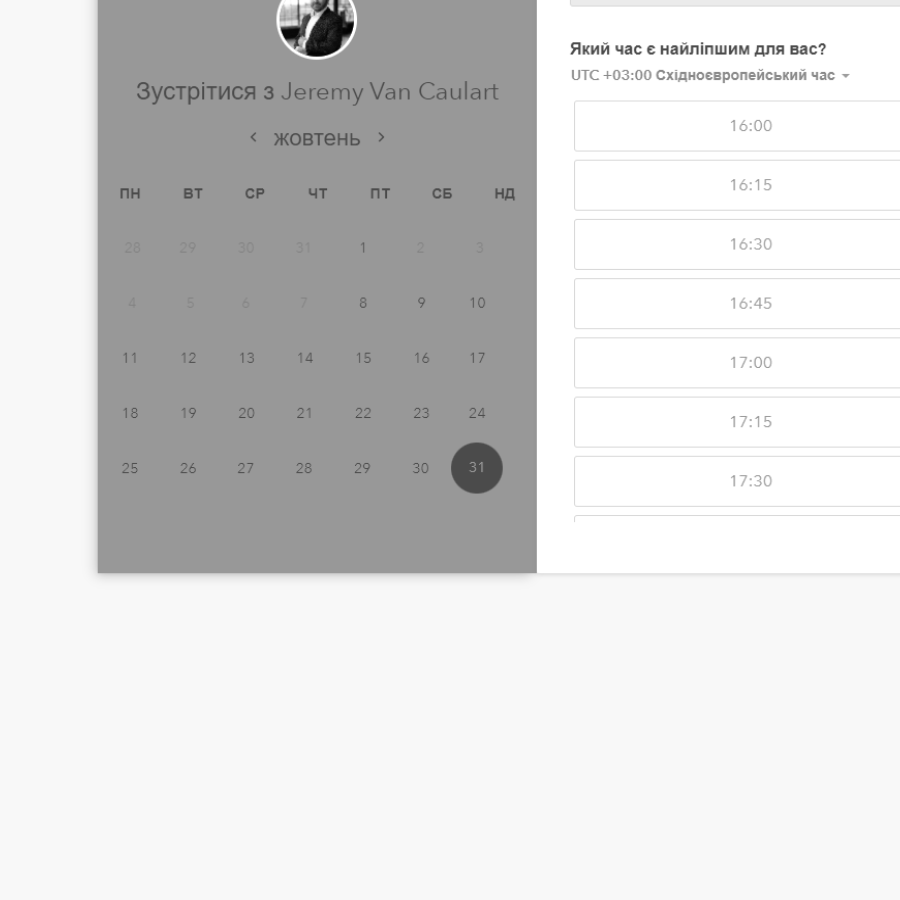 Зустрітися з Jeremy Van Caulart
жовтень
ПН ВТ СР ЧТ ПТ СБ НД
28 29 30 31 1 2 3
4 5 6 7 8 9 10
11 12 13 14 15 16 17
18 19 20 21 22 23 24
25 26 27 28 29 30 31
Який час є найліпшим для вас?
UTC +03:00 Східноєвропейський час
16:00
16:15
16:30
16:45
17:00
17:15
17:30